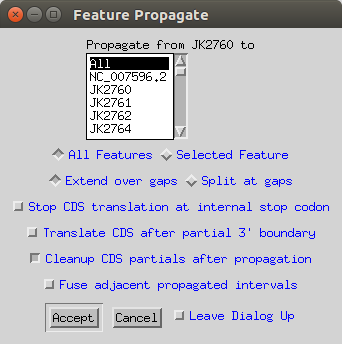 Feature Propagate
Propagate from JK2760 to
All
NC_007596.2
JK2760
JK2761
JK2762
JK2764
All Features Selected Feature
Extend over gaps Split at gaps
Stop CDS translation at internal stop codon
Translate CDS after partial 3' boundary
Cleanup CDS partials after propagation
Fuse adjacent propagated intervals
Accept Cancel Leave Dialog Up